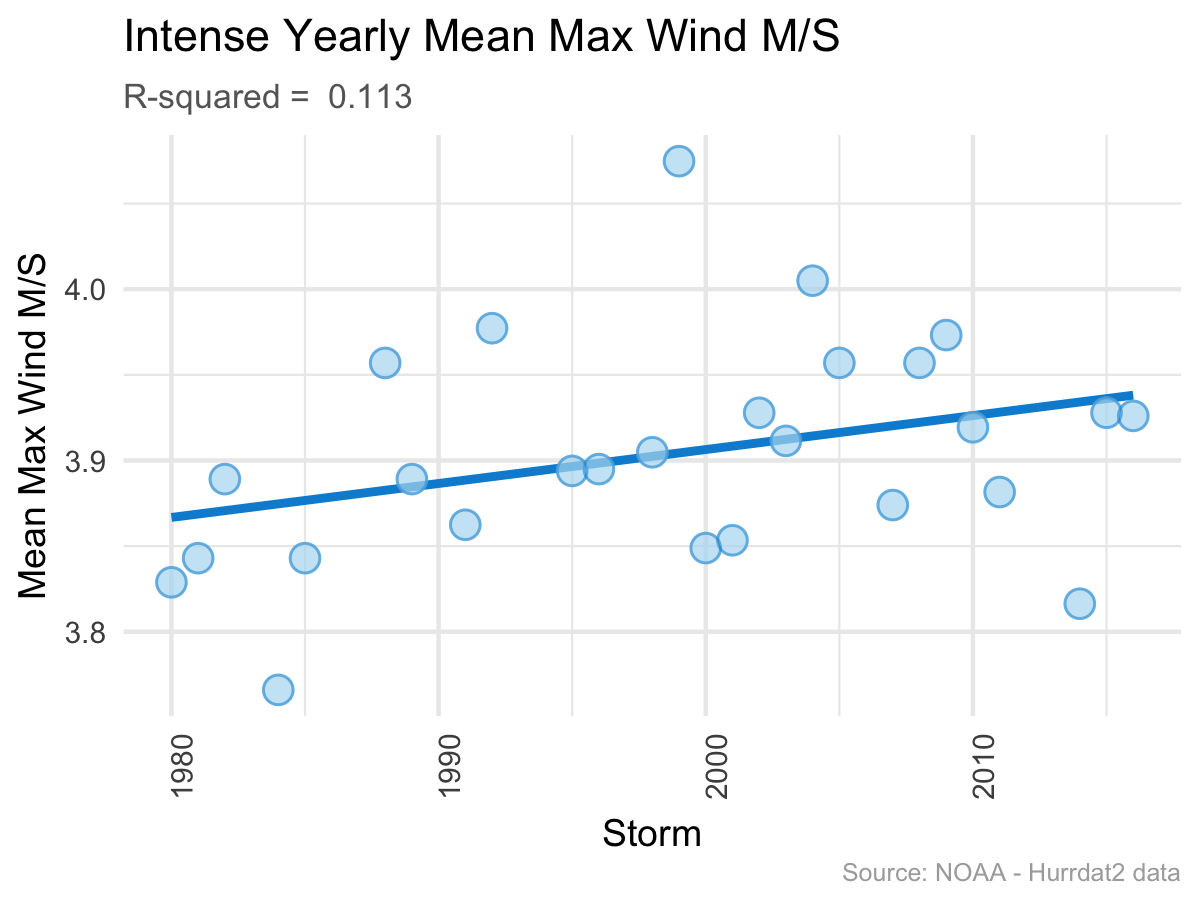 Intense Yearly Mean Max Wind M/S
R-squared =  0.113
Mean Max Wind M/S
4.0
3.9
3.8
1980
1990
2000
2010
Storm
Source: NOAA - Hurrdat2 data